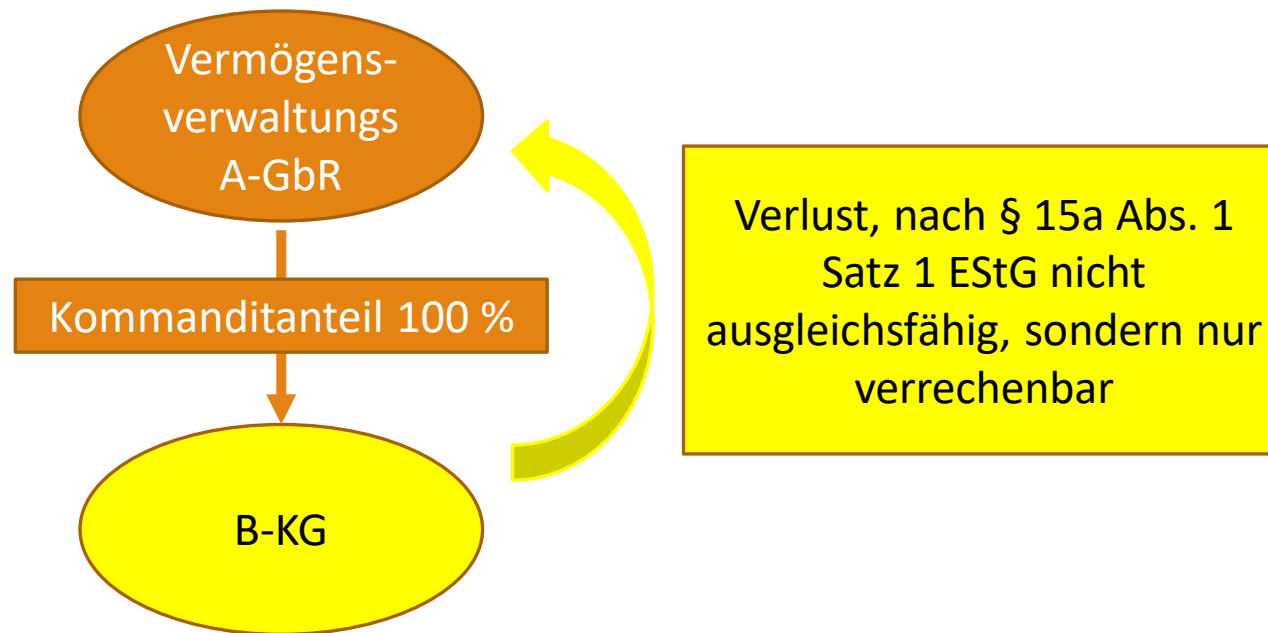 Vermögens-
verwaltungs
A-GbR
Kommanditanteil 100 %
B-KG
Verlust, nach § 15a Abs. 1
Satz 1 EStG nicht
ausgleichsfähig, sondern nur
verrechenbar